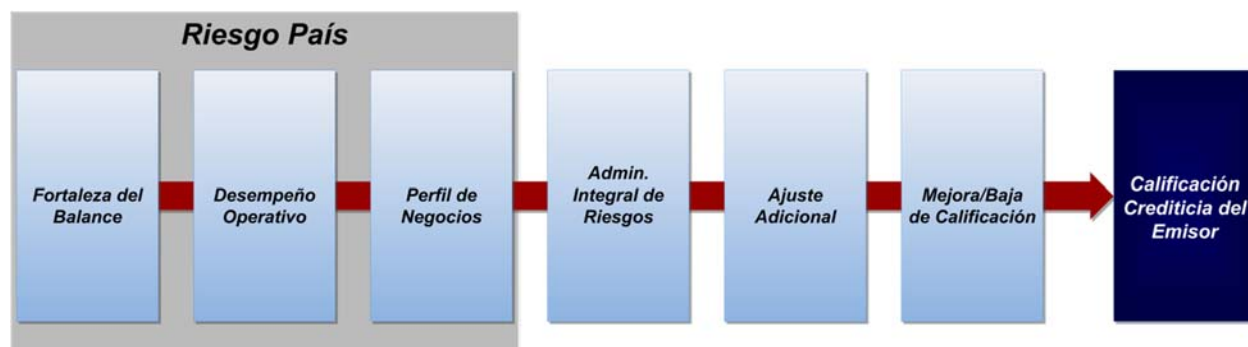 Riesgo País
Fortaleza del
Balance
Desempeño
Operativo
Perfil de
Negocios
Admin.
Integral de
Riesgos
Ajuste
Adicional
Mejora/Baja
de Calificación
Calificación
Crediticia del
Emisor